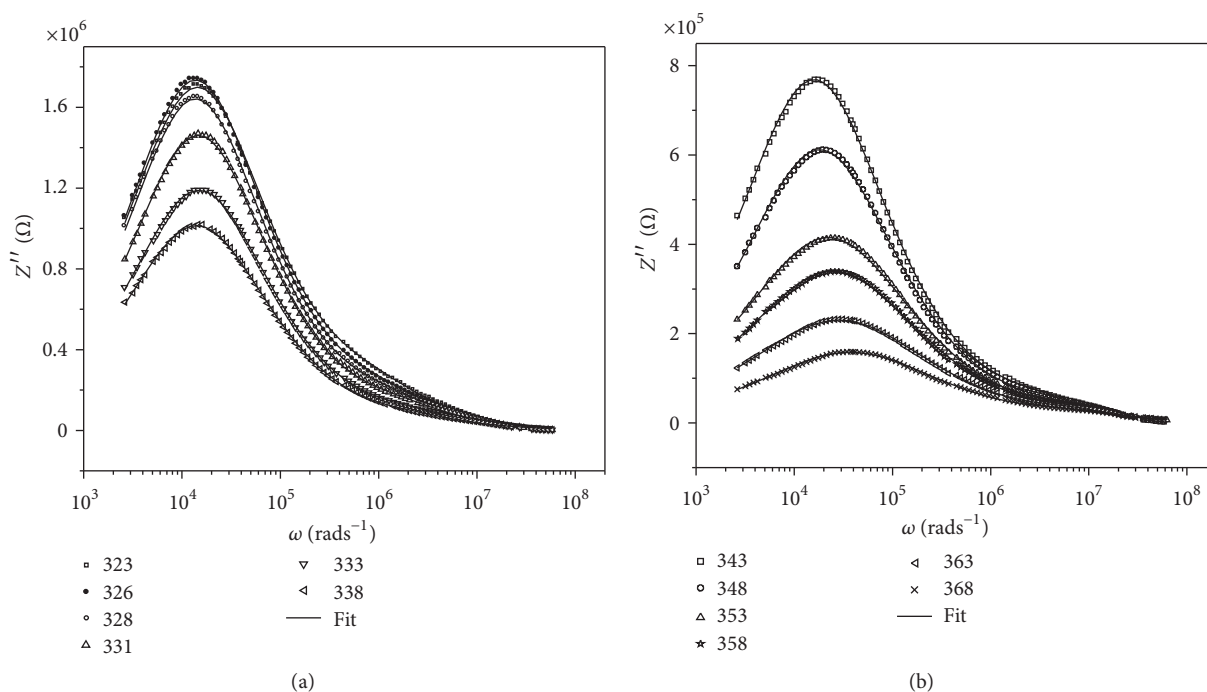 ×10⁶
1.6
1.2
0.8
0.4
0
Z'' (Ω)
10³ 10⁴ 10⁵ 10⁶ 10⁷ 10⁸
ω (rads⁻¹)
323
326
328
331
333
338
Fit
(a)
×10⁵
8
6
4
2
0
Z'' (Ω)
10³ 10⁴ 10⁵ 10⁶ 10⁷ 10⁸
ω (rads⁻¹)
343
348
353
358
363
368
Fit
(b)